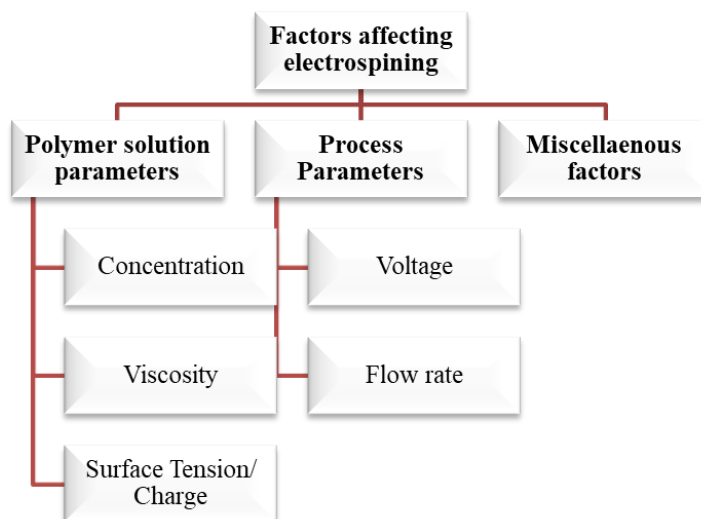 Factors affecting
electrospining
Polymer solution
parameters
Process
Parameters
Miscellaenous
factors
Concentration
Voltage
Viscosity
Flow rate
Surface Tension/
Charge